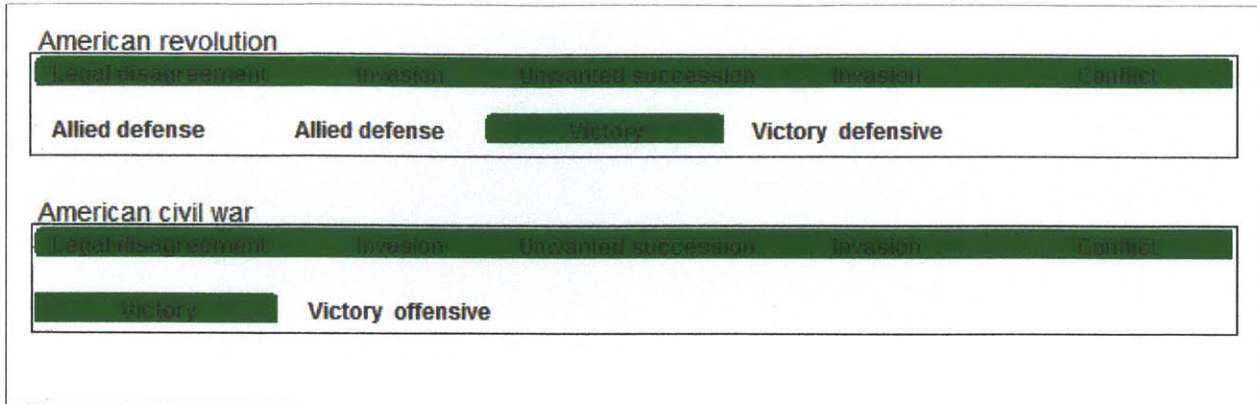 American revolution
Legal disagreement Invasion Unwanted succession Invasion Conflict
Allied defense Allied defense Victory Victory defensive
American civil war
Legal disagreement Invasion Unwanted succession Invasion Conflict
Victory Victory offensive